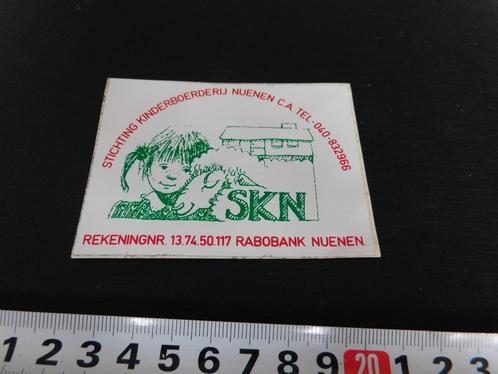 STICHTING KINDERBOERDERIJ NUENEN C.A. TEL-040-832966
SKN
REKENINGNR. 13.74.50.117 RABOBANK NUENEN.
1 2 3 4 5 6 7 8 9 20 1 2 3